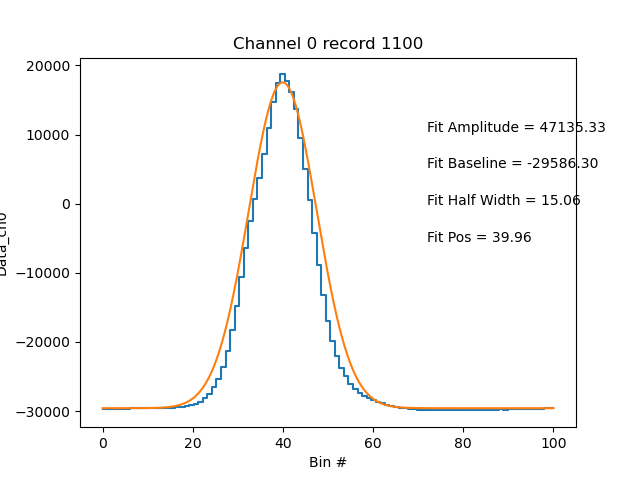 Channel 0 record 1100
20000
10000
0
−10000
−20000
−30000
Data_ch0
Fit Amplitude = 47135.33
Fit Baseline = -29586.30
Fit Half Width = 15.06
Fit Pos = 39.96
0 20 40 60 80 100
Bin #